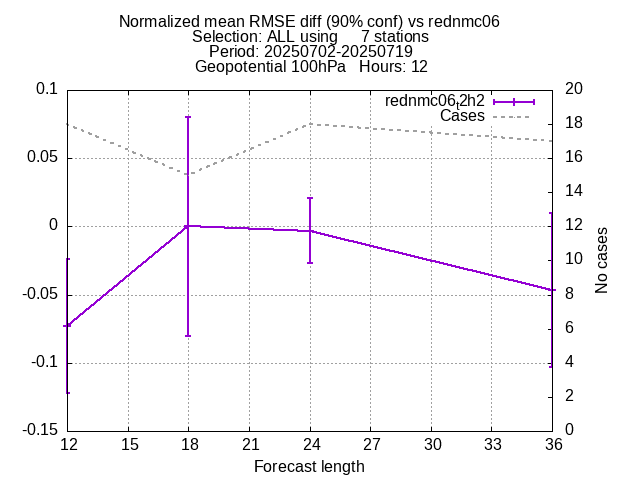 Normalized mean RMSE diff (90% conf) vs rednmc06
Selection: ALL using     7 stations
Period: 20250702-20250719
Geopotential 100hPa   Hours: 12
rednmc06_t2h2
Cases
0.1
0.05
0
-0.05
-0.1
-0.15
20
18
16
14
12
10
8
6
4
2
0
No cases
12 15 18 21 24 27 30 33 36
Forecast length